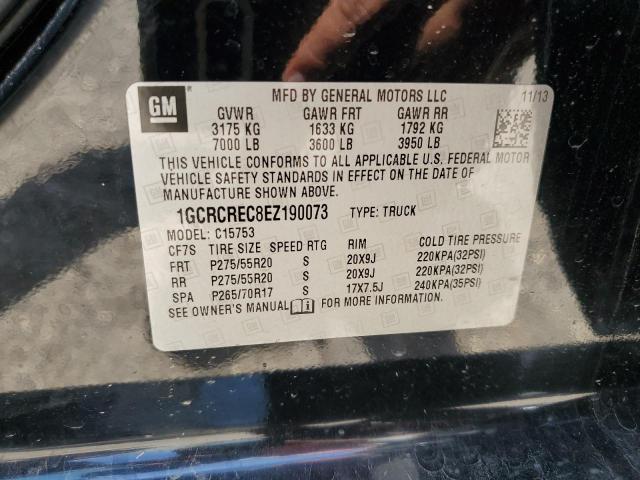 GM
MFD BY GENERAL MOTORS LLC 11/13
GVWR GAWR FRT GAWR RR
3175 KG 1633 KG 1792 KG
7000 LB 3600 LB 3950 LB
THIS VEHICLE CONFORMS TO ALL APPLICABLE U.S. FEDERAL MOTOR
VEHICLE SAFETY STANDARDS IN EFFECT ON THE DATE OF
MANUFACTURE SHOWN ABOVE.
1GCRCREC8EZ190073 TYPE: TRUCK
MODEL: C15753
CF7S TIRE SIZE SPEED RTG RIM COLD TIRE PRESSURE
FRT P275/55R20 S 20X9J 220KPA(32PSI)
RR P275/55R20 S 20X9J 220KPA(32PSI)
SPA P265/70R17 S 17X7.5J 240KPA(35PSI)
SEE OWNER'S MANUAL FOR MORE INFORMATION.